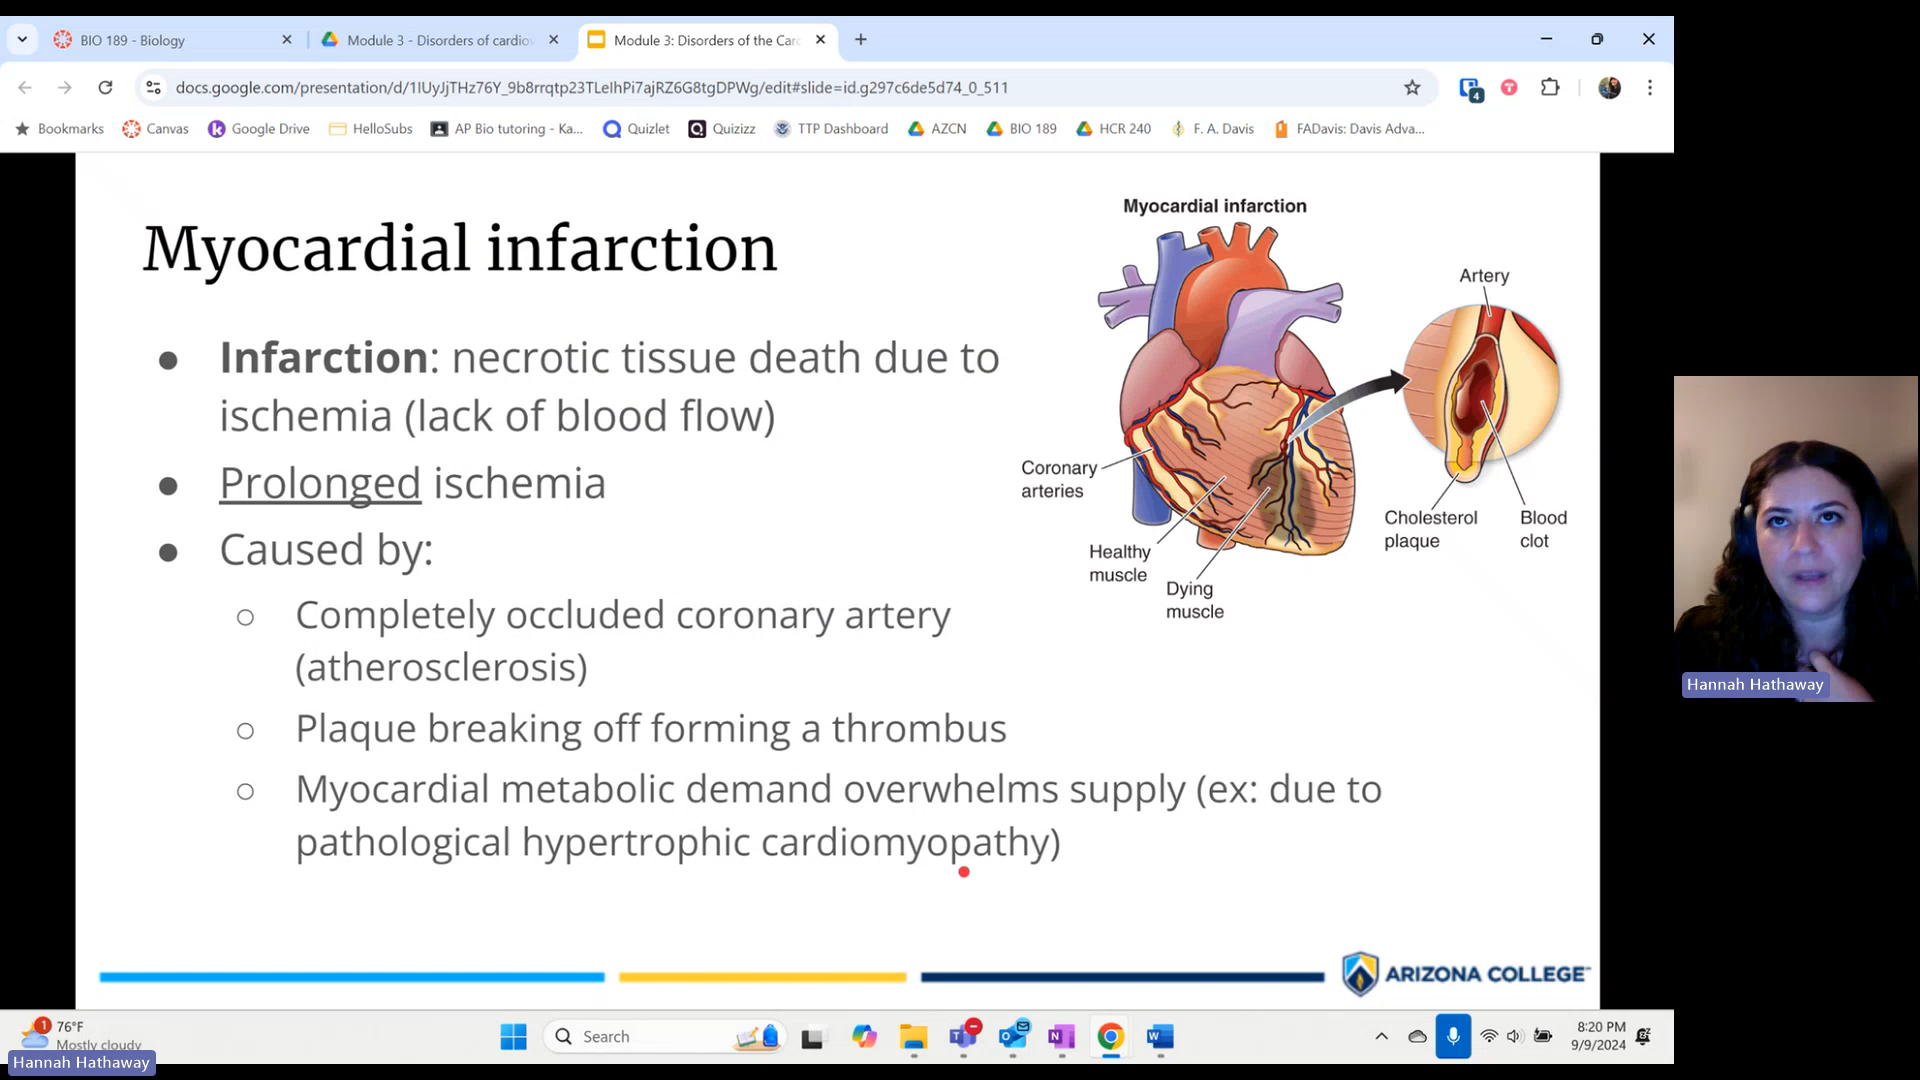 BIO 189 - Biology
Module 3 - Disorders of cardio
Module 3: Disorders of the Car
docs.google.com/presentation/d/1IUyJjTHz76Y_9b8rrqtp23TLeIhPi7ajRZ6G8tgDPWg/edit#slide=id.g297c6de5d74_0_511
4
Bookmarks
Canvas
Google Drive
HelloSubs
AP Bio tutoring - Ka...
Quizlet
Quizizz
TTP Dashboard
AZCN
BIO 189
HCR 240
F. A. Davis
FADavis: Davis Adva...
Myocardial infarction
● Infarction: necrotic tissue death due to
ischemia (lack of blood flow)
● Prolonged ischemia
● Caused by:
○ Completely occluded coronary artery
(atherosclerosis)
○ Plaque breaking off forming a thrombus
○ Myocardial metabolic demand overwhelms supply (ex: due to
pathological hypertrophic cardiomyopathy)
Myocardial infarction
Artery
Coronary
arteries
Healthy
muscle
Dying
muscle
Cholesterol
plaque
Blood
clot
ARIZONA COLLEGE
Hannah Hathaway
1
76°F
Mostly cloudy
Hannah Hathaway
Search
8:20 PM
9/9/2024